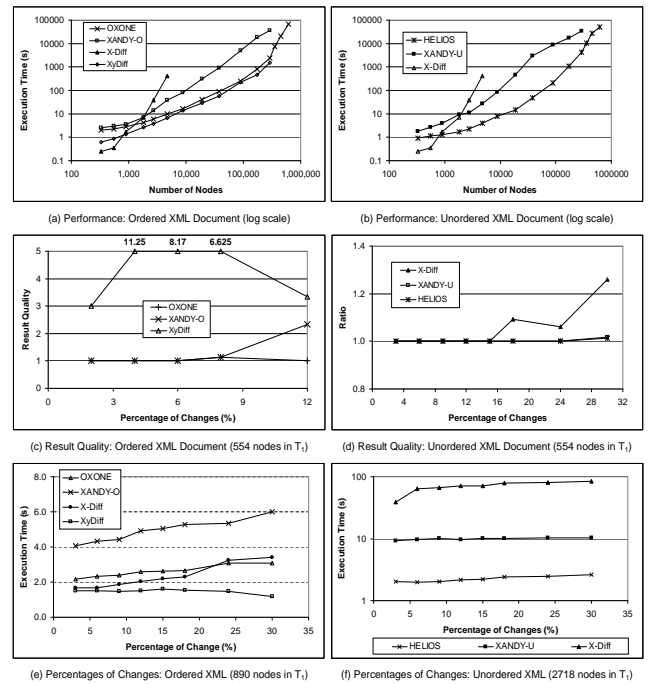 100000
10000
1000
100
10
1
0.1
Execution Time (s)
OXONE
XANDY-O
X-Diff
XyDiff
100 1,000 10,000 100,000 1,000,000
Number of Nodes
(a) Performance: Ordered XML Document (log scale)
100000
10000
1000
100
10
1
0.1
Execution Time (s)
HELIOS
XANDY-U
X-Diff
100 1000 10000 100000 1000000
Number of Nodes
(b) Performance: Unordered XML Document (log scale)
11.25 8.17 6.625
5
4
3
2
1
0
Result Quality
OXONE
XANDY-O
XyDiff
0 3 6 9 12
Percentage of Changes (%)
(c) Result Quality: Ordered XML Document (554 nodes in T1)
1.4
1.2
1.0
0.8
Ratio
X-Diff
XANDY-U
HELIOS
0 4 8 12 16 20 24 28 32
Percentage of Changes
(d) Result Quality: Unordered XML Document (554 nodes in T1)
8.0
6.0
4.0
2.0
0.0
Execution Time (s)
OXONE
XANDY-O
X-Diff
XyDiff
0 5 10 15 20 25 30 35
Percentage of Change (%)
(e) Percentages of Changes: Ordered XML (890 nodes in T1)
100
10
1
Execution Time (s)
0 5 10 15 20 25 30 35
Percentage of Changes (%)
HELIOS XANDY-U X-Diff
(f) Percentages of Changes: Unordered XML (2718 nodes in T1)